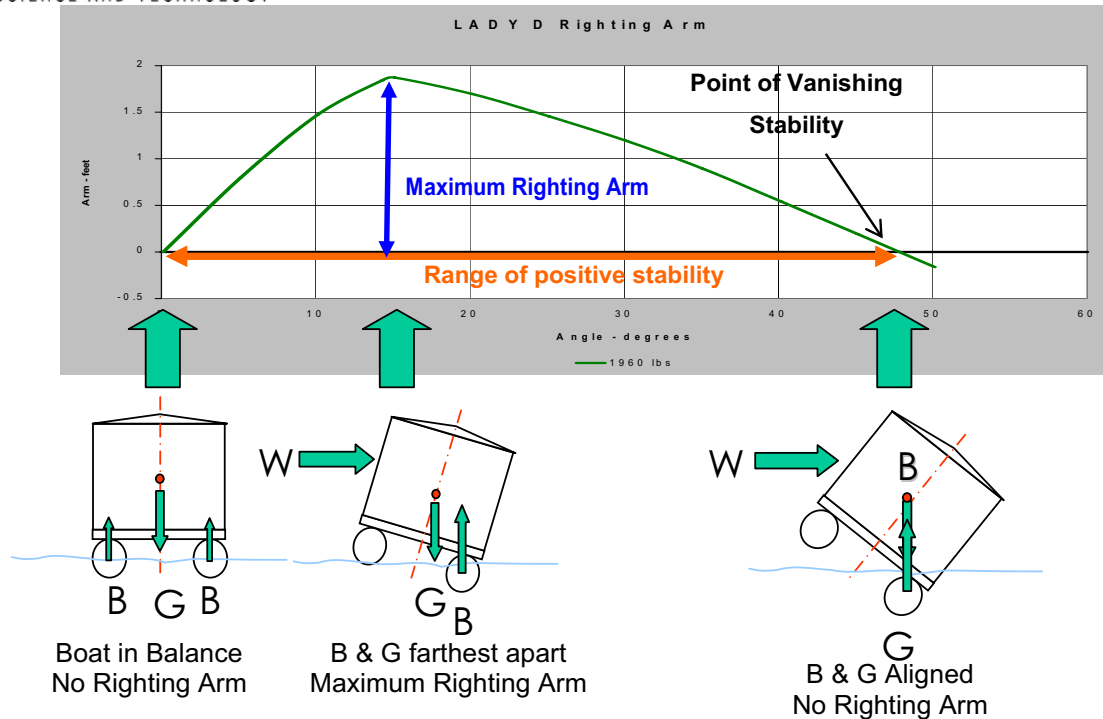 LADY D Righting Arm
2
1.5
1
0.5
0
-0.5
Arm - feet
Point of Vanishing
Stability
Maximum Righting Arm
Range of positive stability
10
20
30
40
50
60
Angle - degrees
1960 lbs
W
W
B
B G B
G
B
G
Boat in Balance
No Righting Arm
B & G farthest apart
Maximum Righting Arm
B & G Aligned
No Righting Arm